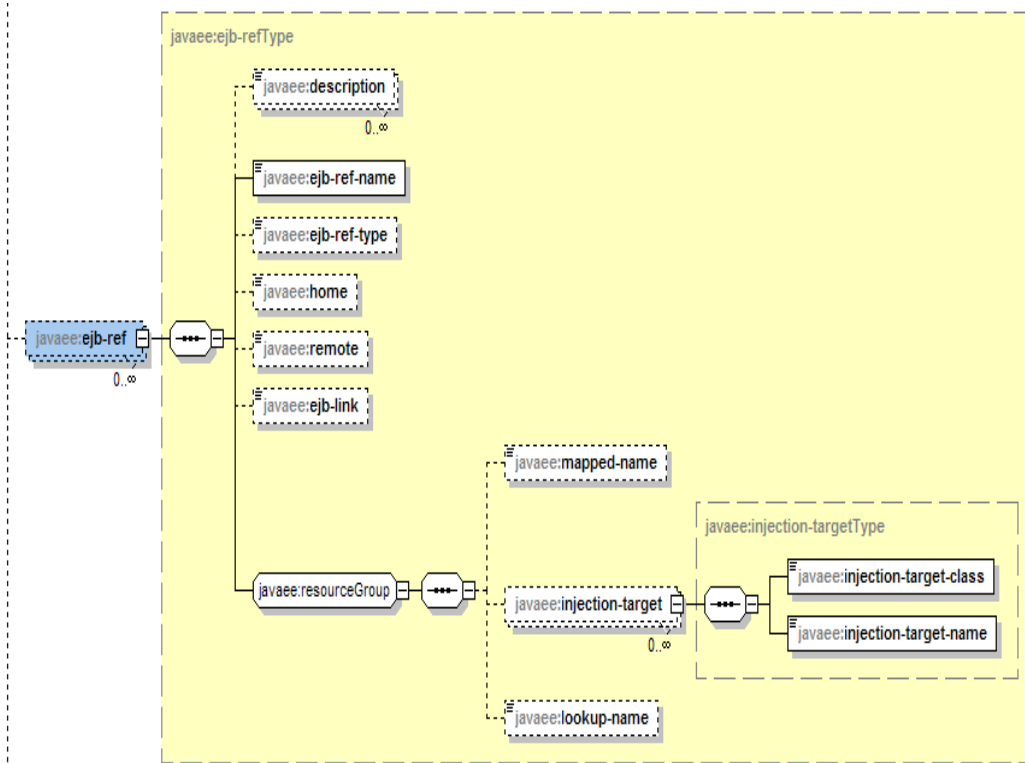 javaee:ejb-refType
javaee:description
0..∞
javaee:ejb-ref-name
javaee:ejb-ref-type
javaee:home
javaee:ejb-ref
0..∞
javaee:remote
javaee:ejb-link
javaee:mapped-name
javaee:injection-targetType
javaee:resourceGroup
javaee:injection-target
0..∞
javaee:injection-target-class
javaee:injection-target-name
javaee:lookup-name